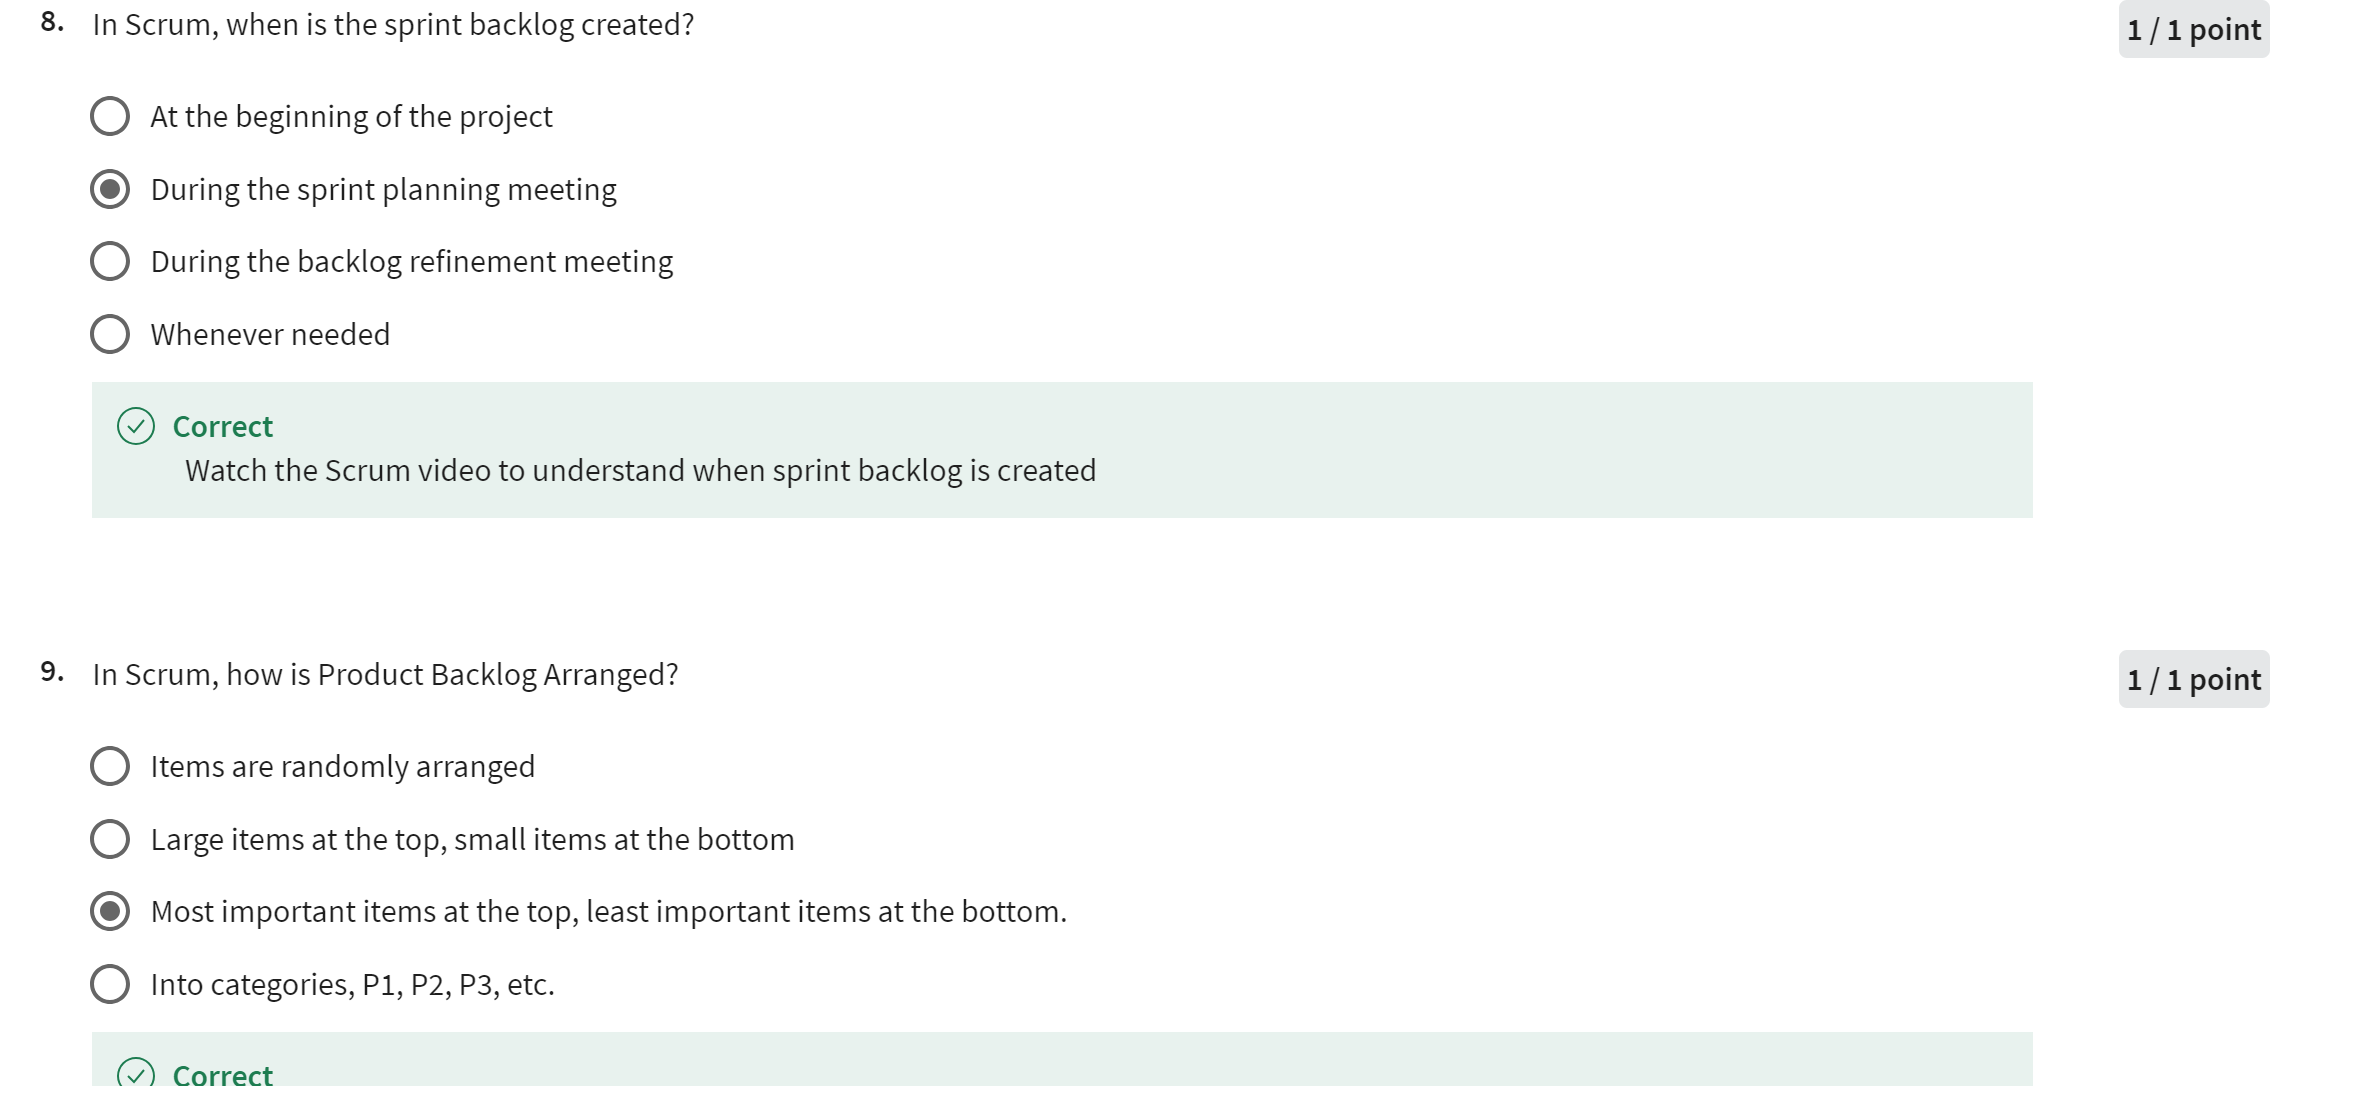 8. In Scrum, when is the sprint backlog created?
1 / 1 point
At the beginning of the project
During the sprint planning meeting
During the backlog refinement meeting
Whenever needed
Correct
Watch the Scrum video to understand when sprint backlog is created
9. In Scrum, how is Product Backlog Arranged?
1 / 1 point
Items are randomly arranged
Large items at the top, small items at the bottom
Most important items at the top, least important items at the bottom.
Into categories, P1, P2, P3, etc.
Correct